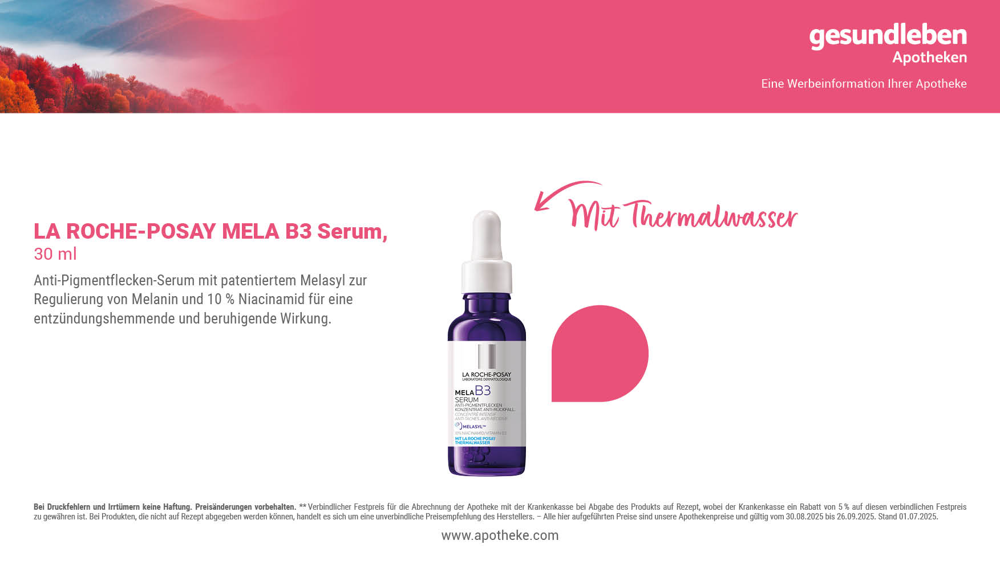 gesundleben
Apotheken
Eine Werbeinformation Ihrer Apotheke
Mit Thermalwasser
LA ROCHE-POSAY MELA B3 Serum,
30 ml
Anti-Pigmentflecken-Serum mit patentiertem Melasyl zur
Regulierung von Melanin und 10 % Niacinamid für eine
entzündungshemmende und beruhigende Wirkung.
LA ROCHE-POSAY
LABORATOIRE DERMATOLOGIQUE
MELA B3
SERUM
ANTI-PIGMENTFLECKEN
KONZENTRAT. ANTI-RÜCKFALL.
CONCENTRÉ INTENSIF
ANTI-TACHES. ANTI-RÉCIDIVE
MELASYL™
10% NIACINAMID/VITAMIN B3
MIT LA ROCHE POSAY
THERMALWASSER
Bei Druckfehlern und Irrtümern keine Haftung. Preisänderungen vorbehalten. ** Verbindlicher Festpreis für die Abrechnung der Apotheke mit der Krankenkasse bei Abgabe des Produkts auf Rezept, wobei der Krankenkasse ein Rabatt von 5 % auf diesen verbindlichen Festpreis
zu gewähren ist. Bei Produkten, die nicht auf Rezept abgegeben werden können, handelt es sich um eine unverbindliche Preisempfehlung des Herstellers. – Alle hier aufgeführten Preise sind unsere Apothekenpreise und gültig vom 30.08.2025 bis 26.09.2025. Stand 01.07.2025.
www.apotheke.com